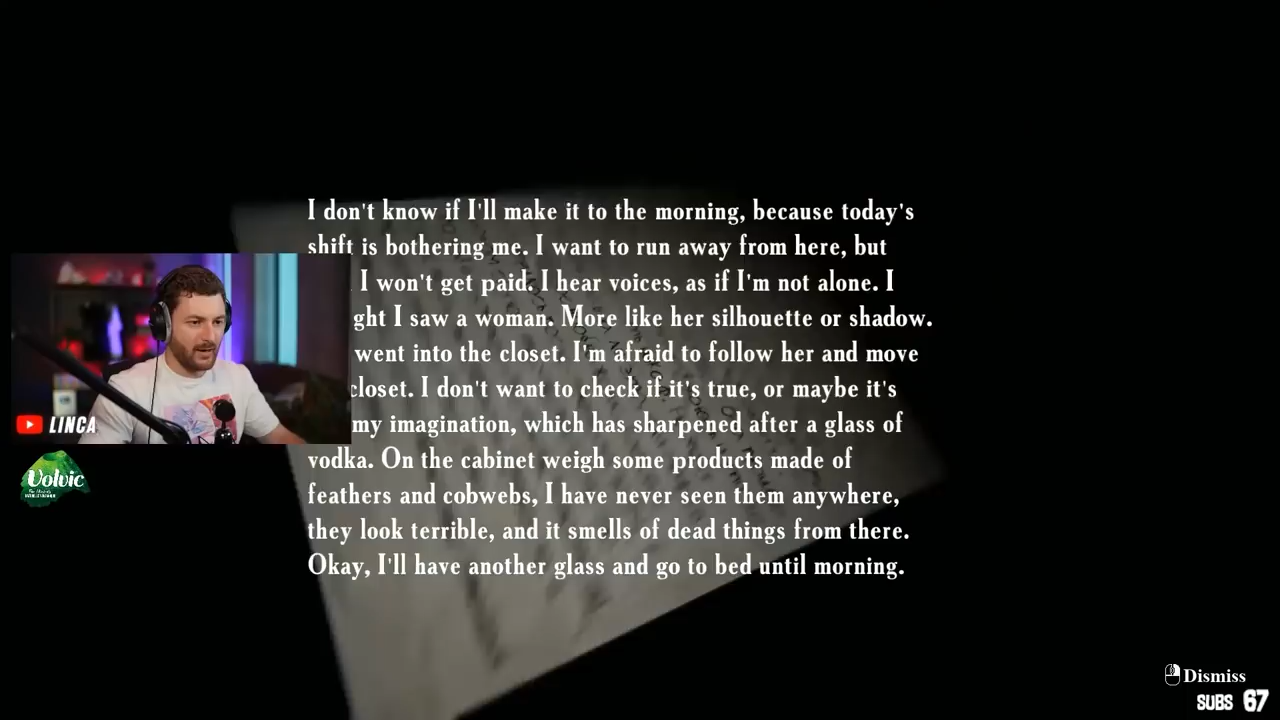 I don't know if I'll make it to the morning, because today's
shift is bothering me. I want to run away from here, but
I won't get paid. I hear voices, as if I'm not alone. I
ght I saw a woman. More like her silhouette or shadow.
went into the closet. I'm afraid to follow her and move
closet. I don't want to check if it's true, or maybe it's
my imagination, which has sharpened after a glass of
vodka. On the cabinet weigh some products made of
feathers and cobwebs, I have never seen them anywhere,
they look terrible, and it smells of dead things from there.
Okay, I'll have another glass and go to bed until morning.
LINCA
Volvic
Dismiss
SUBS 67